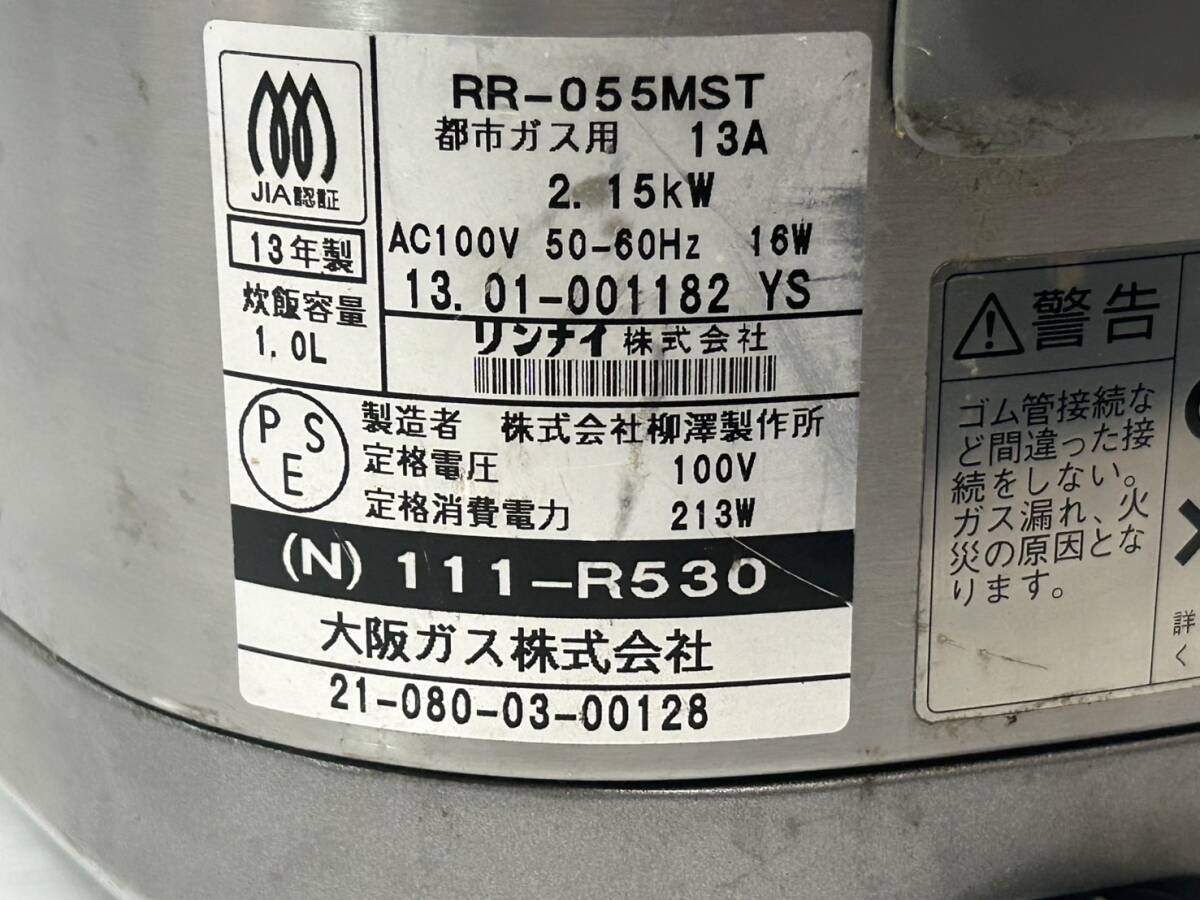 JIA認証
13年製
炊飯容量
1.0L
RR-055MST
都市ガス用 13A
2.15kW
AC100V 50-60Hz 16W
13.01-001182 YS
リンナイ 株式会社
PSE
製造者 株式会社柳澤製作所
定格電圧 100V
定格消費電力 213W
(N) 111-R530
大阪ガス株式会社
21-080-03-00128
警告
ゴム管接続な
ど間違った接
続をしない。
ガス漏れ、火
災の原因とな
ります。
詳
く